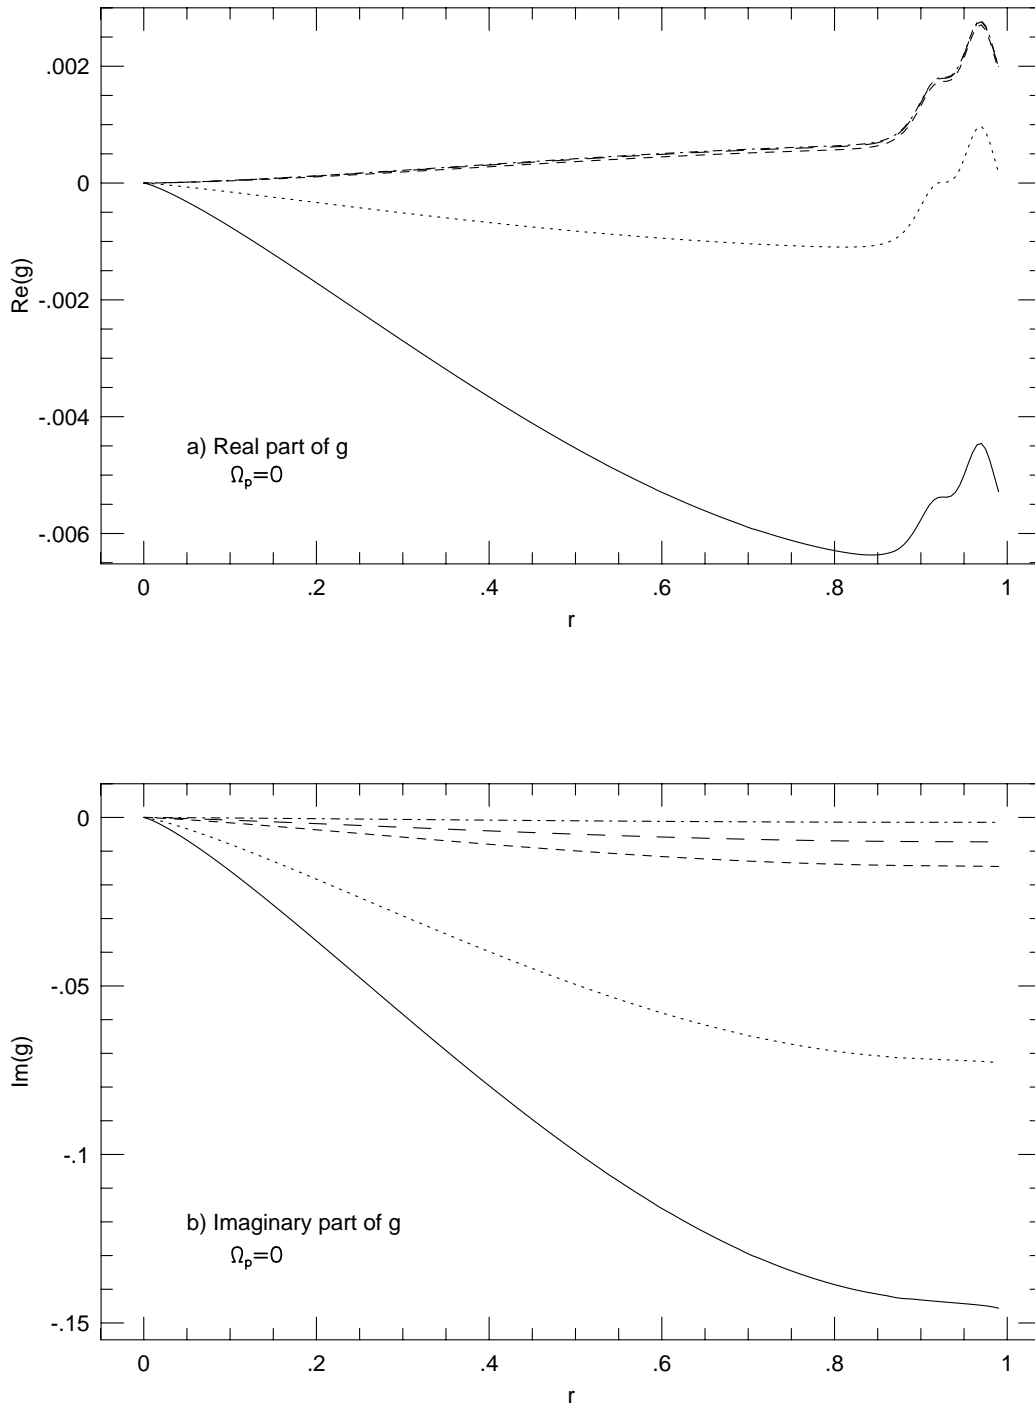 .002
0
-.002
-.004
-.006
Re(g)
a) Real part of g
Ωp=0
0 .2 .4 .6 .8 1
r
0
-.05
-.1
-.15
Im(g)
b) Imaginary part of g
Ωp=0
0 .2 .4 .6 .8 1
r